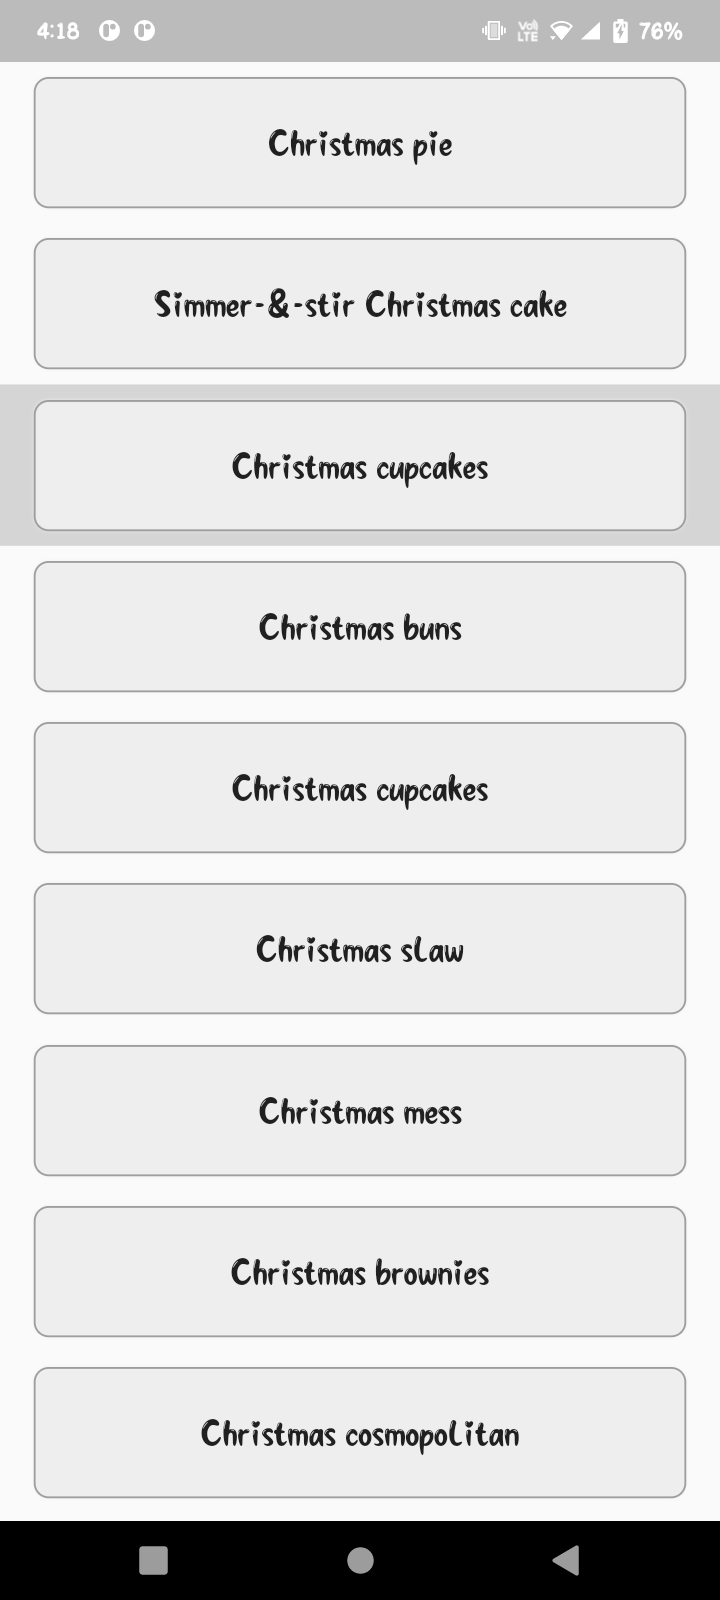 4:18
Vo)) LTE
76%
Christmas pie
Simmer-&-stir Christmas cake
Christmas cupcakes
Christmas buns
Christmas cupcakes
Christmas slaw
Christmas mess
Christmas brownies
Christmas cosmopolitan